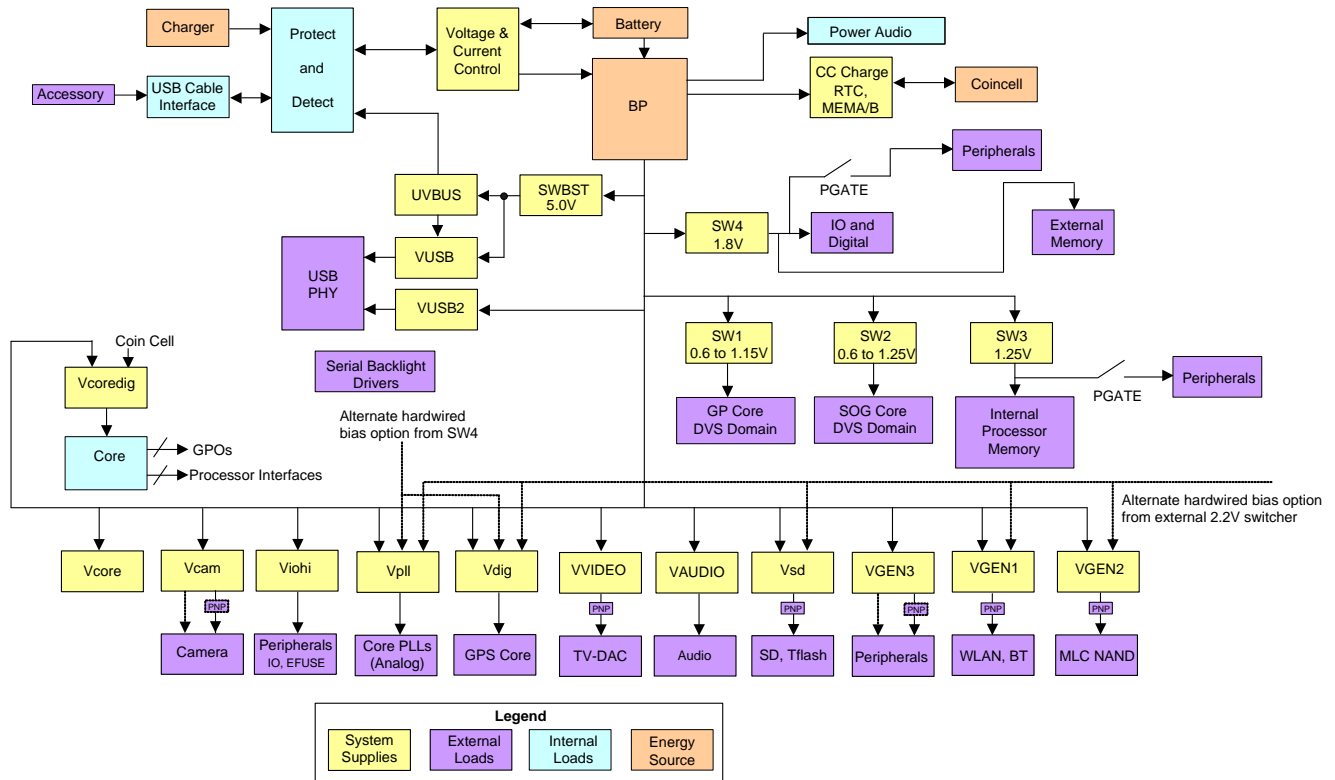 Charger
Protect
and
Detect
Voltage &
Current
Control
Battery
Power Audio
Accessory
USB Cable
Interface
BP
CC Charge
RTC,
MEMA/B
Coincell
Peripherals
PGATE
UVBUS
SWBST
5.0V
SW4
1.8V
IO and
Digital
External
Memory
VUSB
USB
PHY
VUSB2
SW1
0.6 to 1.15V
SW2
0.6 to 1.25V
SW3
1.25V
Coin Cell
Vcoredig
Serial Backlight
Drivers
Peripherals
PGATE
GP Core
DVS Domain
SOG Core
DVS Domain
Internal
Processor
Memory
Alternate hardwired
bias option from SW4
Core
GPOs
Processor Interfaces
Alternate hardwired bias option
from external 2.2V switcher
Vcore
Vcam
Viohi
Vpll
Vdig
VVIDEO
VAUDIO
Vsd
VGEN3
VGEN1
VGEN2
PNP
PNP
PNP
PNP
PNP
PNP
Camera
Peripherals
IO, EFUSE
Core PLLs
(Analog)
GPS Core
TV-DAC
Audio
SD, Tflash
Peripherals
WLAN, BT
MLC NAND
Legend
System
Supplies
External
Loads
Internal
Loads
Energy
Source